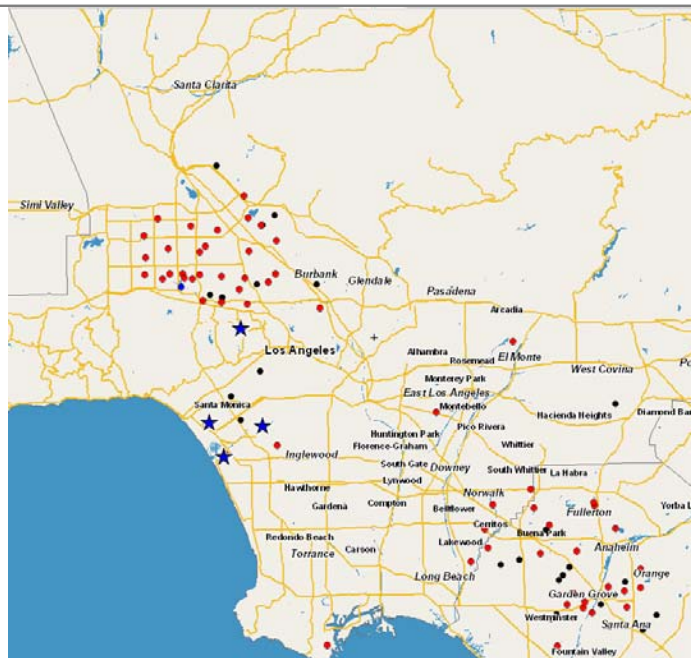 Santa Clarita
Simi Valley
Burbank
Glendale
Pasadena
Arcadia
Los Angeles
Alhambra
El Monte
Rosemead
West Covina
Monterey Park
East Los Angeles
Santa Monica
Montebello
Hacienda Heights
Diamond Ba
Pico Rivera
Huntington Park
Florence-Graham
Whittier
Inglewood
South Gate
Downey
South Whittier
La Habra
Lynwood
Hawthorne
Norwalk
Gardena
Compton
Bellflower
Fullerton
Yorba L
Cerritos
Redondo Beach
Buena Park
Lakewood
Carson
Anaheim
Torrance
Long Beach
Orange
Garden Grove
Westminster
Santa Ana
Fountain Valley